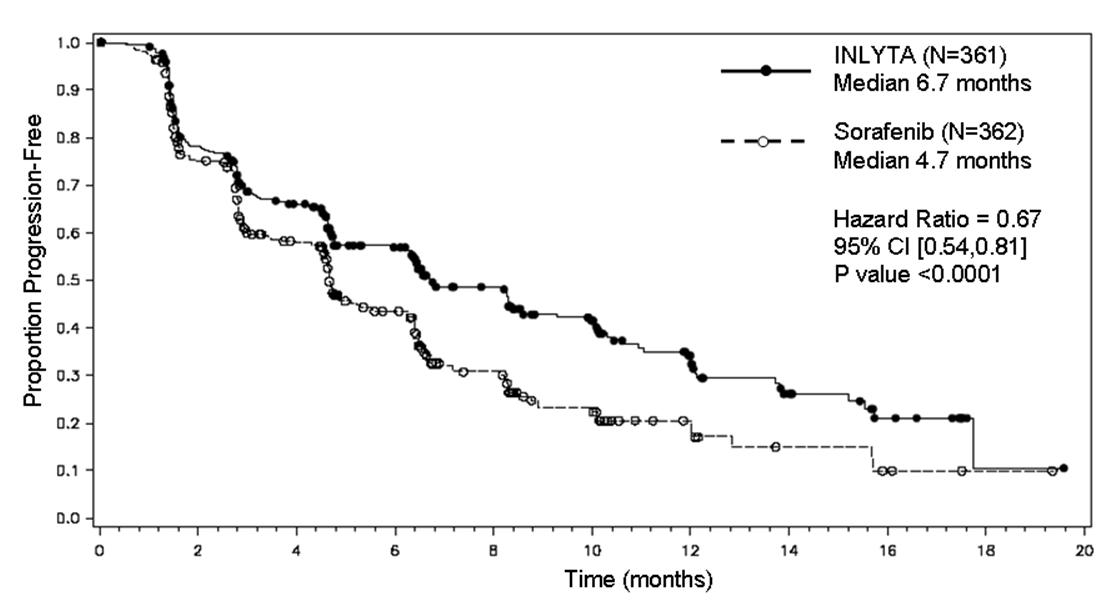 INLYTA (N=361)
Median 6.7 months
Sorafenib (N=362)
Median 4.7 months
Hazard Ratio = 0.67
95% CI [0.54,0.81]
P value <0.0001
Proportion Progression-Free
1.0
0.9
0.8
0.7
0.6
0.5
0.4
0.3
0.2
0.1
0.0
0 2 4 6 8 10 12 14 16 18 20
Time (months)